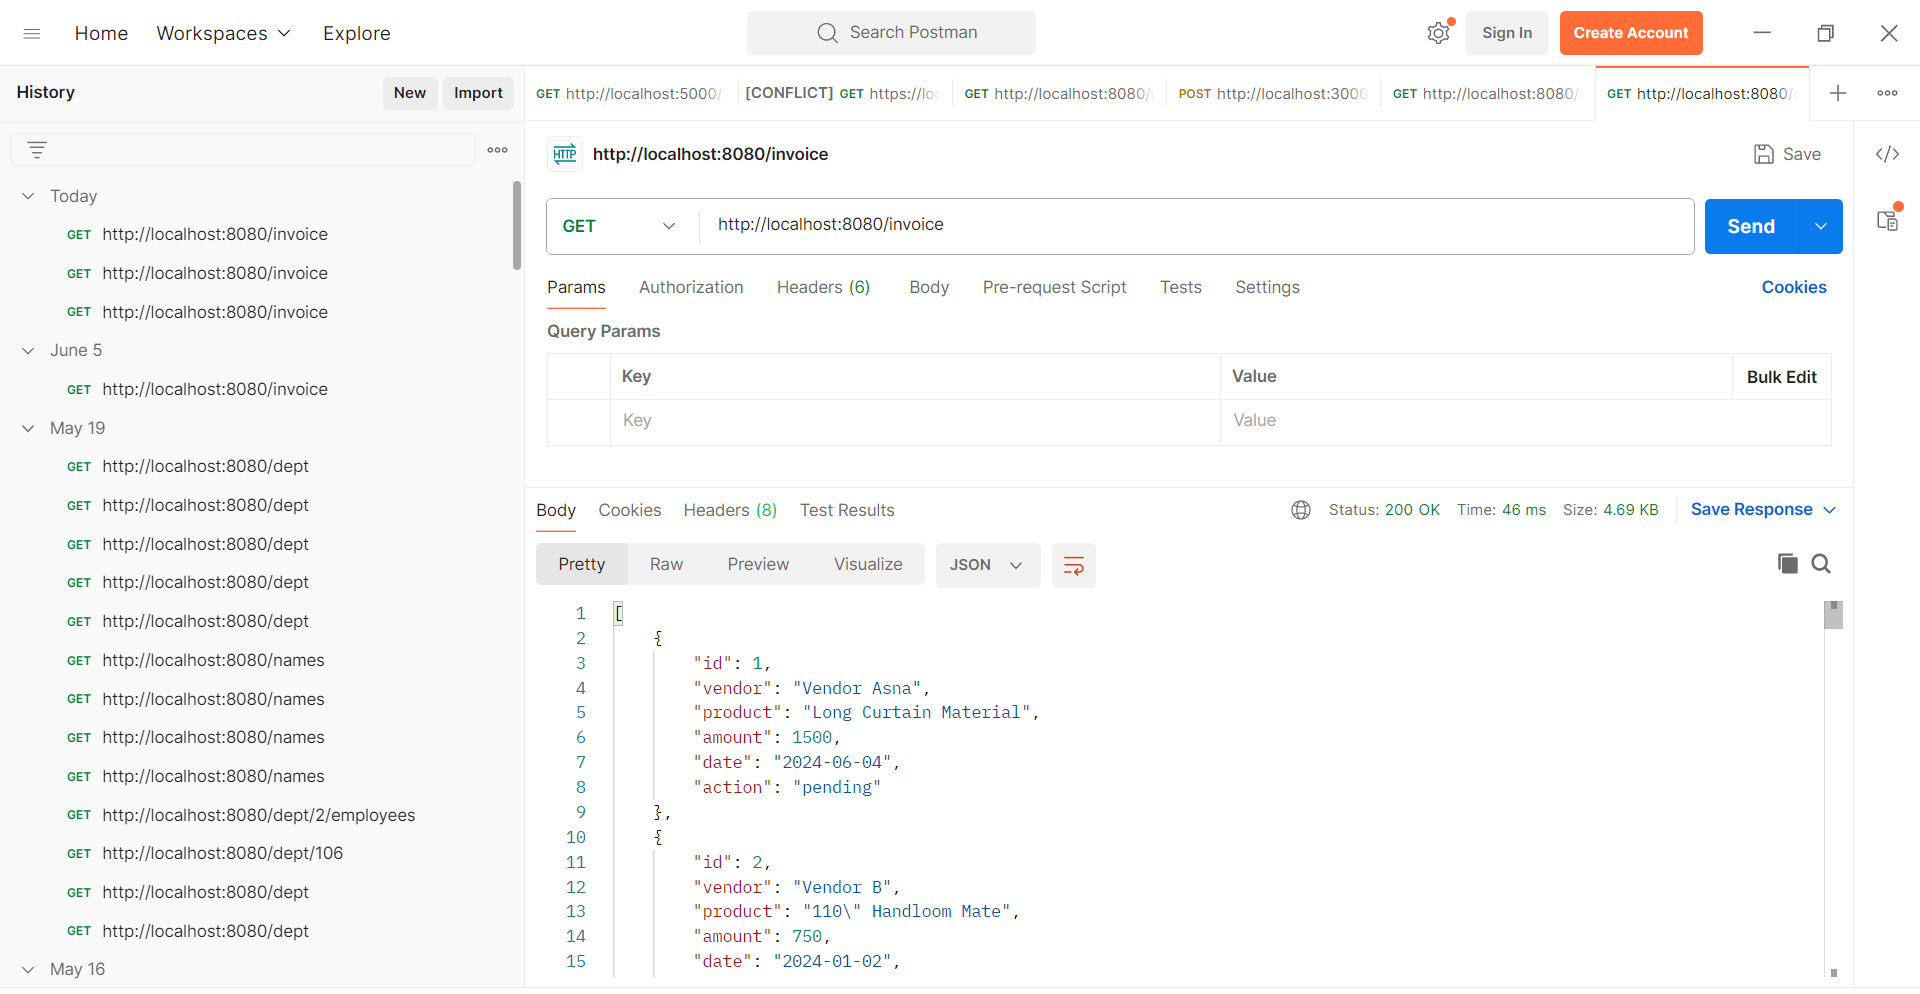 Home Workspaces Explore Search Postman Sign In Create Account
History New Import
GET http://localhost:5000/ [CONFLICT] GET https://loc GET http://localhost:8080/ POST http://localhost:3000 GET http://localhost:8080/ GET http://localhost:8080/
HTTP http://localhost:8080/invoice Save </>
GET http://localhost:8080/invoice Send
Params Authorization Headers (6) Body Pre-request Script Tests Settings Cookies
Query Params
Key Value Bulk Edit
Key Value
Today
GET http://localhost:8080/invoice
GET http://localhost:8080/invoice
GET http://localhost:8080/invoice
June 5
GET http://localhost:8080/invoice
May 19
GET http://localhost:8080/dept
GET http://localhost:8080/dept
GET http://localhost:8080/dept
GET http://localhost:8080/dept
GET http://localhost:8080/dept
GET http://localhost:8080/names
GET http://localhost:8080/names
GET http://localhost:8080/names
GET http://localhost:8080/names
GET http://localhost:8080/dept/2/employees
GET http://localhost:8080/dept/106
GET http://localhost:8080/dept
GET http://localhost:8080/dept
May 16
Body Cookies Headers (8) Test Results Status: 200 OK Time: 46 ms Size: 4.69 KB Save Response
Pretty Raw Preview Visualize JSON
1 [
2 {
3 "id": 1,
4 "vendor": "Vendor Asna",
5 "product": "Long Curtain Material",
6 "amount": 1500,
7 "date": "2024-06-04",
8 "action": "pending"
9 },
10 {
11 "id": 2,
12 "vendor": "Vendor B",
13 "product": "110\" Handloom Mate",
14 "amount": 750,
15 "date": "2024-01-02",